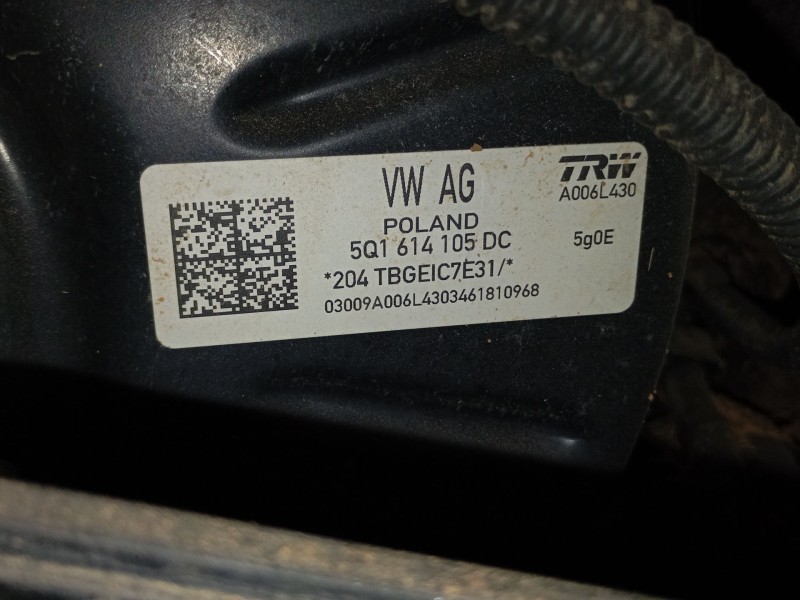 VW AG
TRW
A006L430
POLAND
5Q1 614 105 DC
5g0E
*204 TBGEIC7E31/*
03009A006L4303461810968